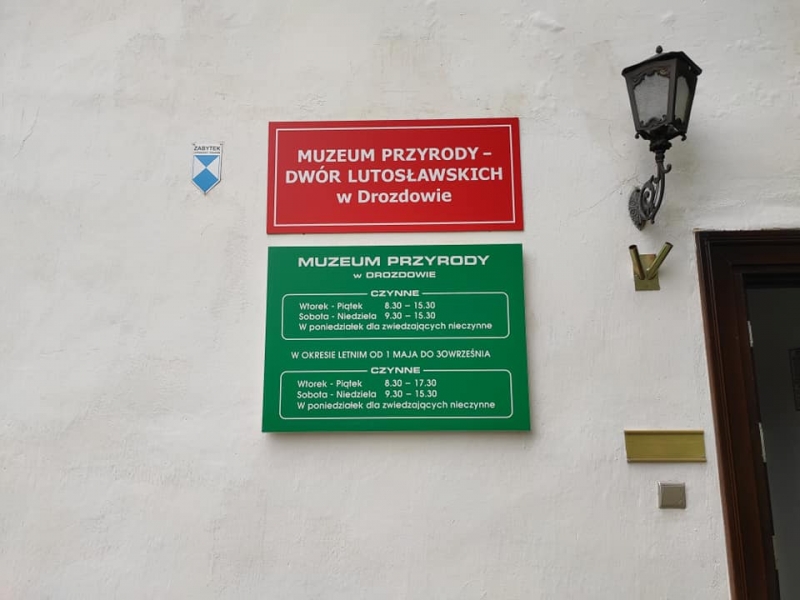 ZABYTEK
MUZEUM PRZYRODY –
DWÓR LUTOSŁAWSKICH
w Drozdowie
MUZEUM PRZYRODY
w DROZDOWIE
CZYNNE
Wtorek - Piątek 8.30 – 15.30
Sobota - Niedziela 9.30 – 15.30
W poniedziałek dla zwiedzających nieczynne
W OKRESIE LETNIM OD 1 MAJA DO 30WRZEŚNIA
CZYNNE
Wtorek - Piątek 8.30 – 17.30
Sobota - Niedziela 9.30 – 15.30
W poniedziałek dla zwiedzających nieczynne